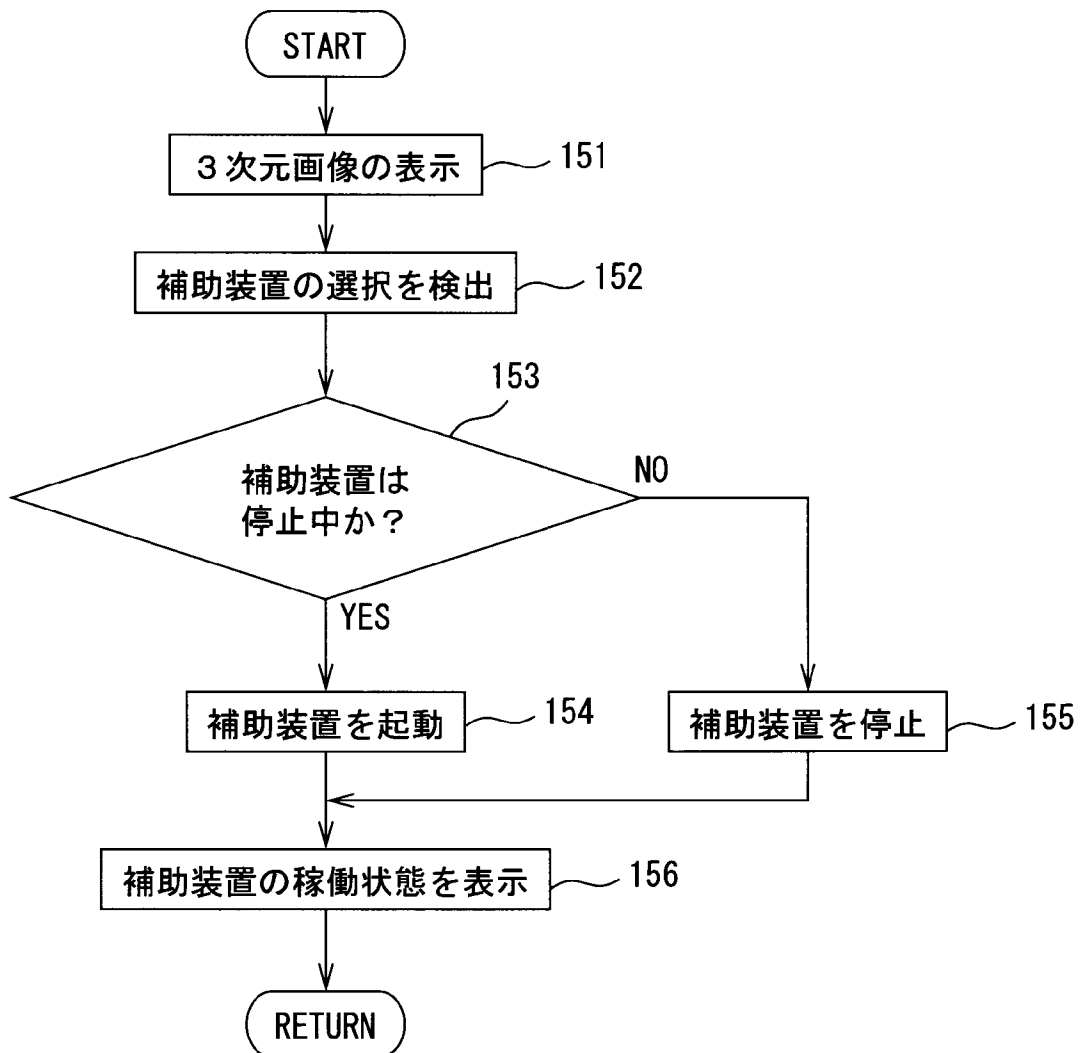 START
3次元画像の表示
151
補助装置の選択を検出
152
153
補助装置は
停止中か？
NO
YES
補助装置を起動
154
補助装置を停止
155
補助装置の稼働状態を表示
156
RETURN